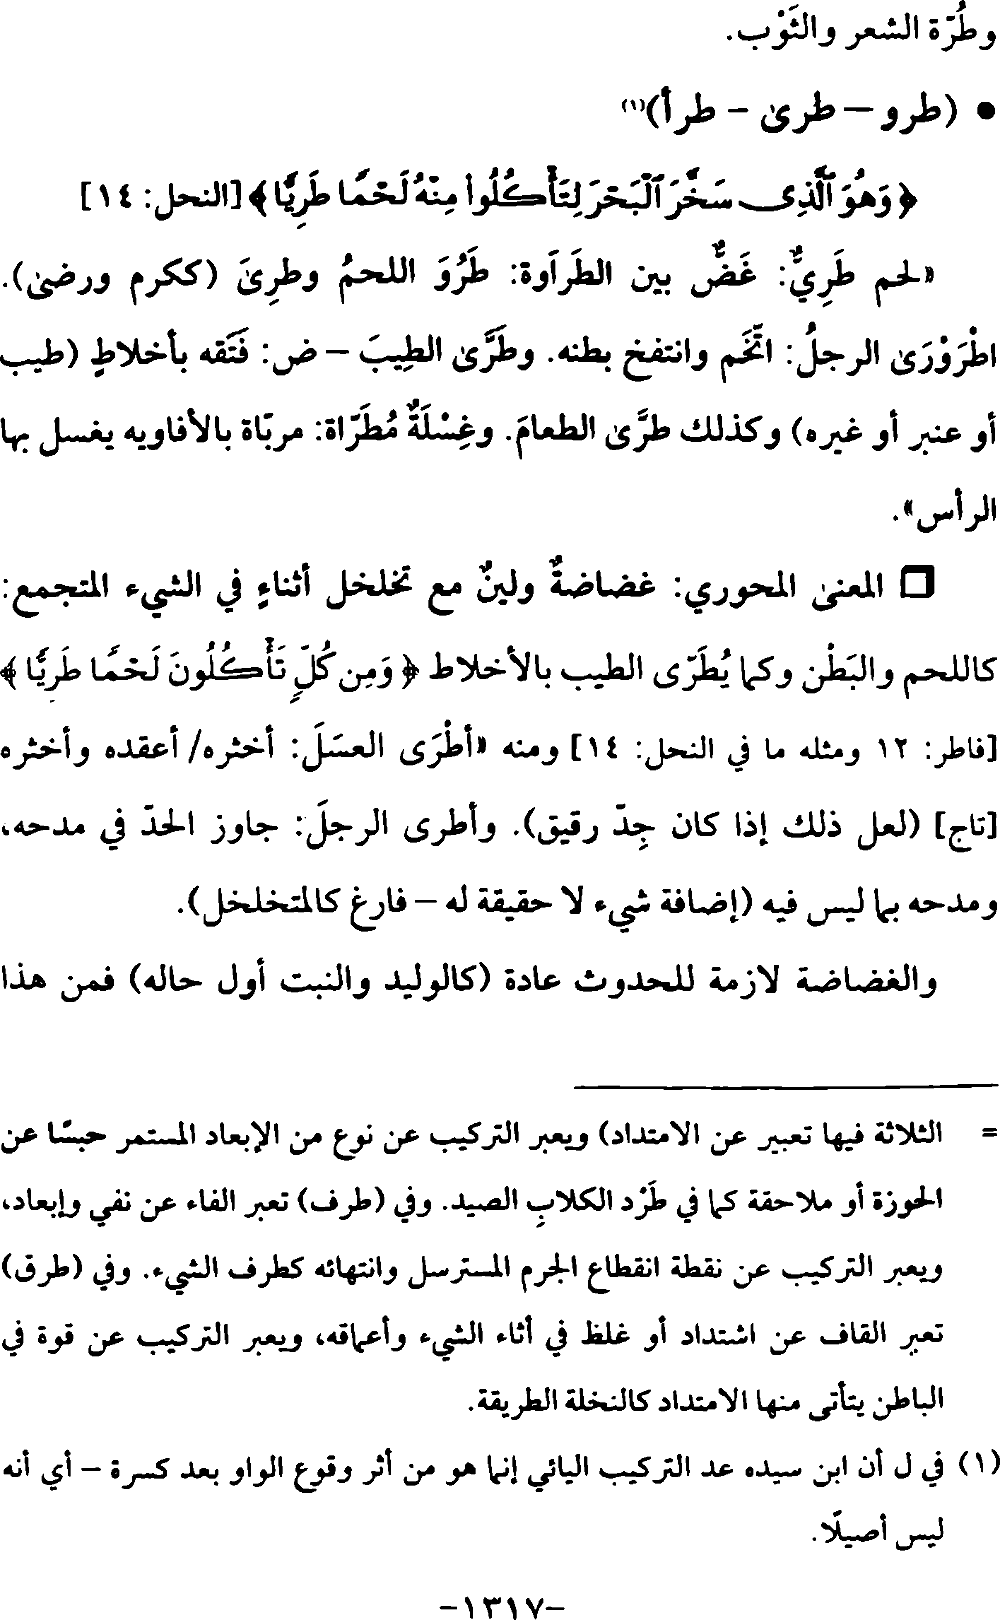 وطُرّة الشعر والثَوْب.
• (طرو – طرى – طرأ)(١)
﴿وَهُوَ ٱلَّذِى سَخَّرَ ٱلْبَحْرَ لِتَأْكُلُوا۟ مِنْهُ لَحْمًا طَرِيًّا﴾ [النحل: ١٤]
«لحم طَرِيٌّ: غَضٌّ بين الطَرَاوة: طَرُوَ اللحمُ وطرِىَ (ككرم ورضى).
اطْرَوْرَىٰ الرجلُ: اتَّخَم وانتفخ بطنه. وطَرَّىٰ الطِيبَ – ض: فَتَقه بأخلاطٍ (طيب
أو عنبر أو غيره) وكذلك طرَّىٰ الطعامَ. وغِسْلَةٌ مُطَرّاة: مربّاة بالأفاويه يغسل بها
الرأس».
❑ المعنى المحوري: غضاضةٌ ولينٌ مع تخلخل أثناءٍ في الشيء المتجمع:
كاللحم والبَطْن وكما يُطَرّى الطيب بالأخلاط ﴿وَمِن كُلٍّ تَأْكُلُونَ لَحْمًا طَرِيًّا﴾
[فاطر: ١٢ ومثله ما في النحل: ١٤] ومنه «أطْرَى العسَلَ: أخثره/ أعقده وأخثره
[تاج] (لعل ذلك إذا كان جِدّ رقيق). وأطرى الرجلَ: جاوز الحدّ في مدحه،
ومدحه بما ليس فيه (إضافة شيء لا حقيقة له – فارغ كالمتخلخل).
والغضاضة لازمة للحدوث عادة (كالوليد والنبت أول حاله) فمن هذا
= الثلاثة فيها تعبير عن الامتداد) ويعبر التركيب عن نوع من الإبعاد المستمر حبسًا عن
الحوزة أو ملاحقة كما في طَرْد الكلابِ الصيد. وفي (طرف) تعبر الفاء عن نفي وإبعاد،
ويعبر التركيب عن نقطة انقطاع الجرم المسترسل وانتهائه كطرف الشيء. وفي (طرق)
تعبر القاف عن اشتداد أو غلظ في أثناء الشيء وأعماقه، ويعبر التركيب عن قوة في
الباطن يتأتى منها الامتداد كالنخلة الطريقة.
(١) في ل أن ابن سيده عد التركيب اليائي إنما هو من أثر وقوع الواو بعد كسرة – أي أنه
ليس أصيلًا.
-١٣١٧-